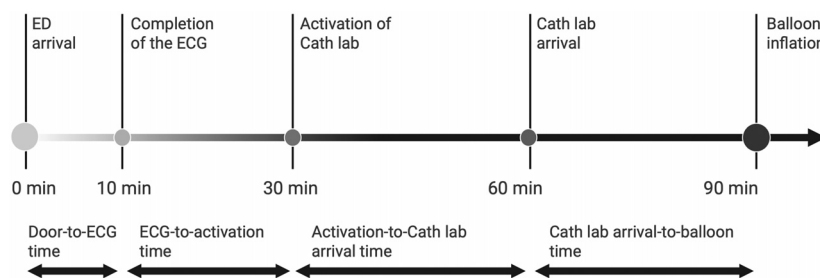 ED
arrival
Completion
of the ECG
Activation of
Cath lab
Cath lab
arrival
Balloon
inflation
0 min
10 min
30 min
60 min
90 min
Door-to-ECG
time
ECG-to-activation
time
Activation-to-Cath lab
arrival time
Cath lab arrival-to-balloon
time